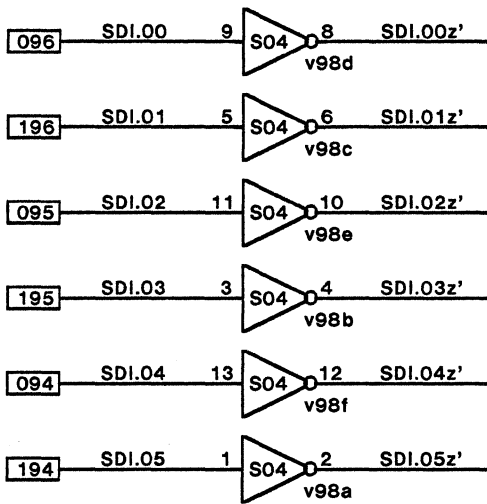 096 SDI.00 9 S04 8 SDI.00z'
v98d
196 SDI.01 5 S04 6 SDI.01z'
v98c
095 SDI.02 11 S04 10 SDI.02z'
v98e
195 SDI.03 3 S04 4 SDI.03z'
v98b
094 SDI.04 13 S04 12 SDI.04z'
v98f
194 SDI.05 1 S04 2 SDI.05z'
v98a